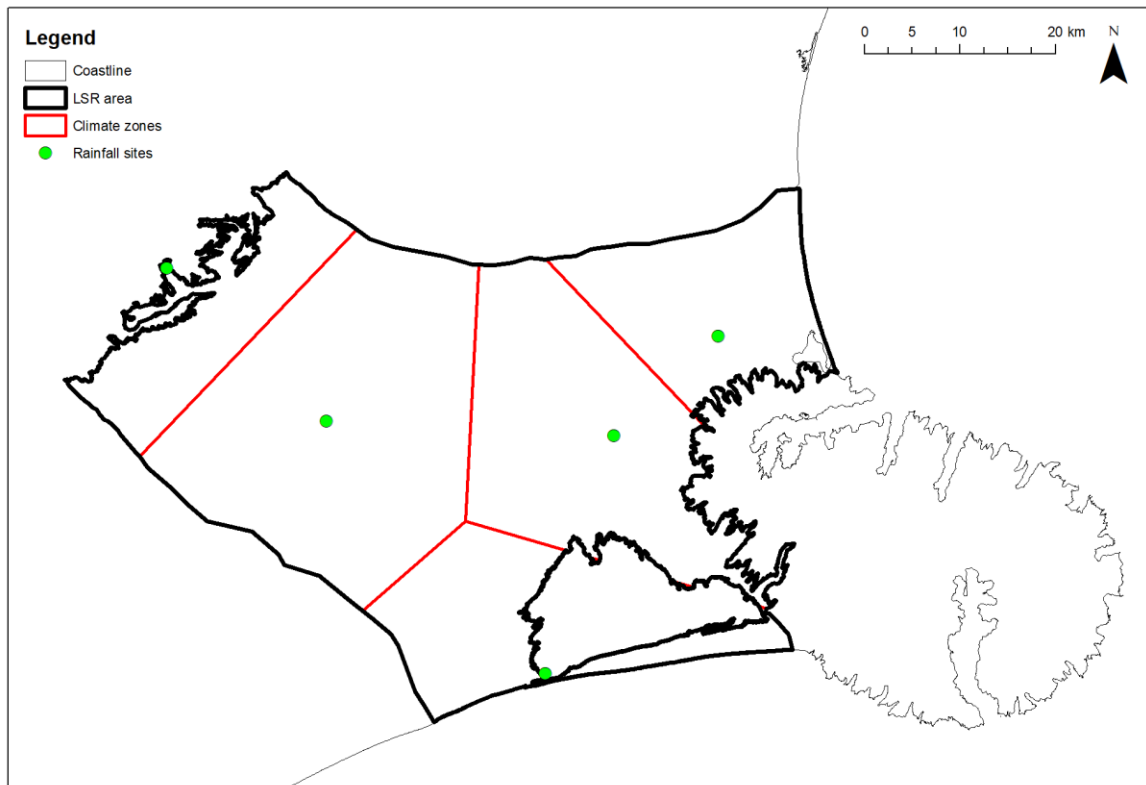 Legend
Coastline
LSR area
Climate zones
Rainfall sites
0 5 10 20 km
N